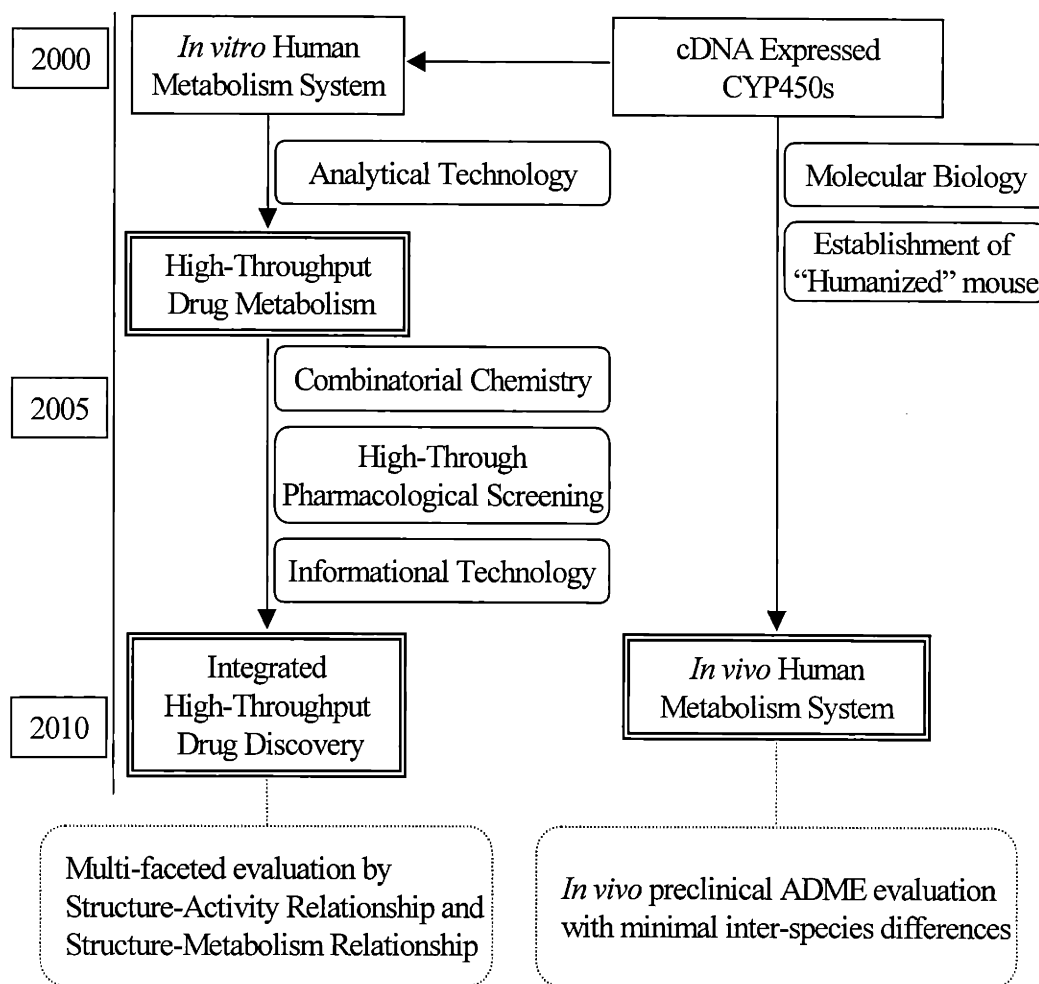 2000
In vitro Human
Metabolism System
cDNA Expressed
CYP450s
Analytical Technology
Molecular Biology
Establishment of
“Humanized” mouse
High-Throughput
Drug Metabolism
2005
Combinatorial Chemistry
High-Through
Pharmacological Screening
Informational Technology
2010
Integrated
High-Throughput
Drug Discovery
In vivo Human
Metabolism System
Multi-faceted evaluation by
Structure-Activity Relationship and
Structure-Metabolism Relationship
In vivo preclinical ADME evaluation
with minimal inter-species differences